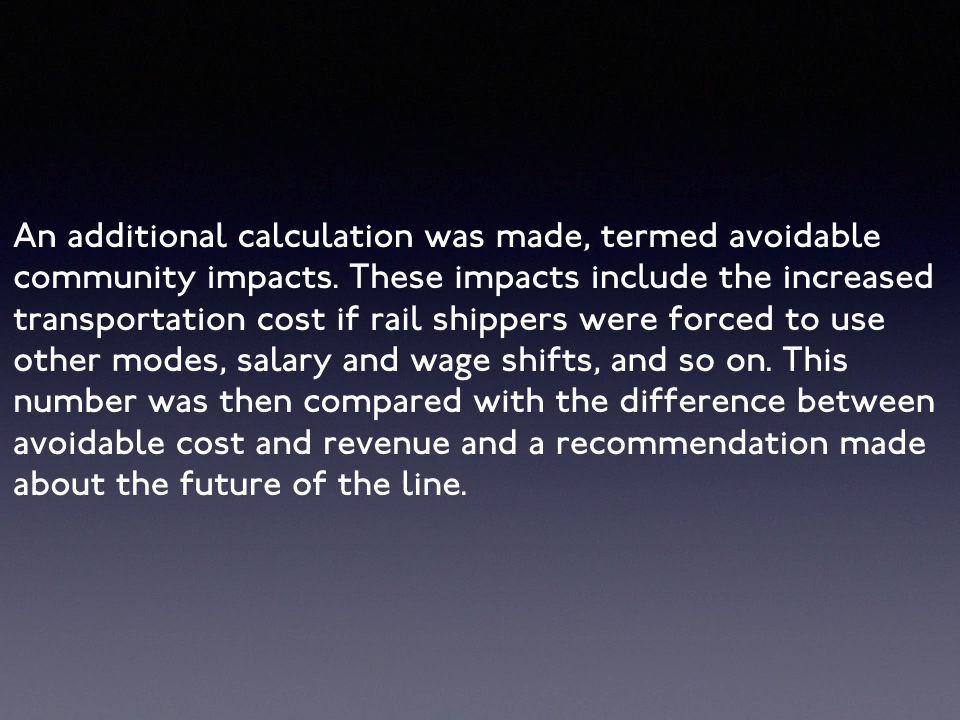 An additional calculation was made, termed avoidable
community impacts. These impacts include the increased
transportation cost if rail shippers were forced to use
other modes, salary and wage shifts, and so on. This
number was then compared with the difference between
avoidable cost and revenue and a recommendation made
about the future of the line.